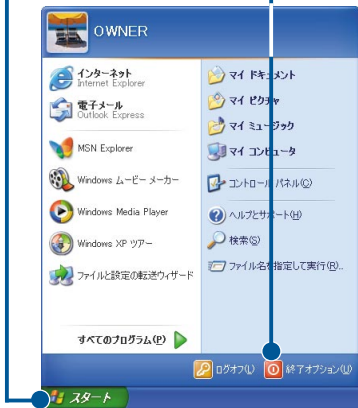 OWNER
インターネット
Internet Explorer
電子メール
Outlook Express
MSN Explorer
Windows ムービー メーカー
Windows Media Player
Windows XP ツアー
ファイルと設定の転送ウィザード
すべてのプログラム(P)
マイ ドキュメント
マイ ピクチャ
マイ ミュージック
マイ コンピュータ
コントロール パネル(C)
ヘルプとサポート(H)
検索(S)
ファイル名を指定して実行(R)...
ログオフ(L)
終了オプション(U)
スタート